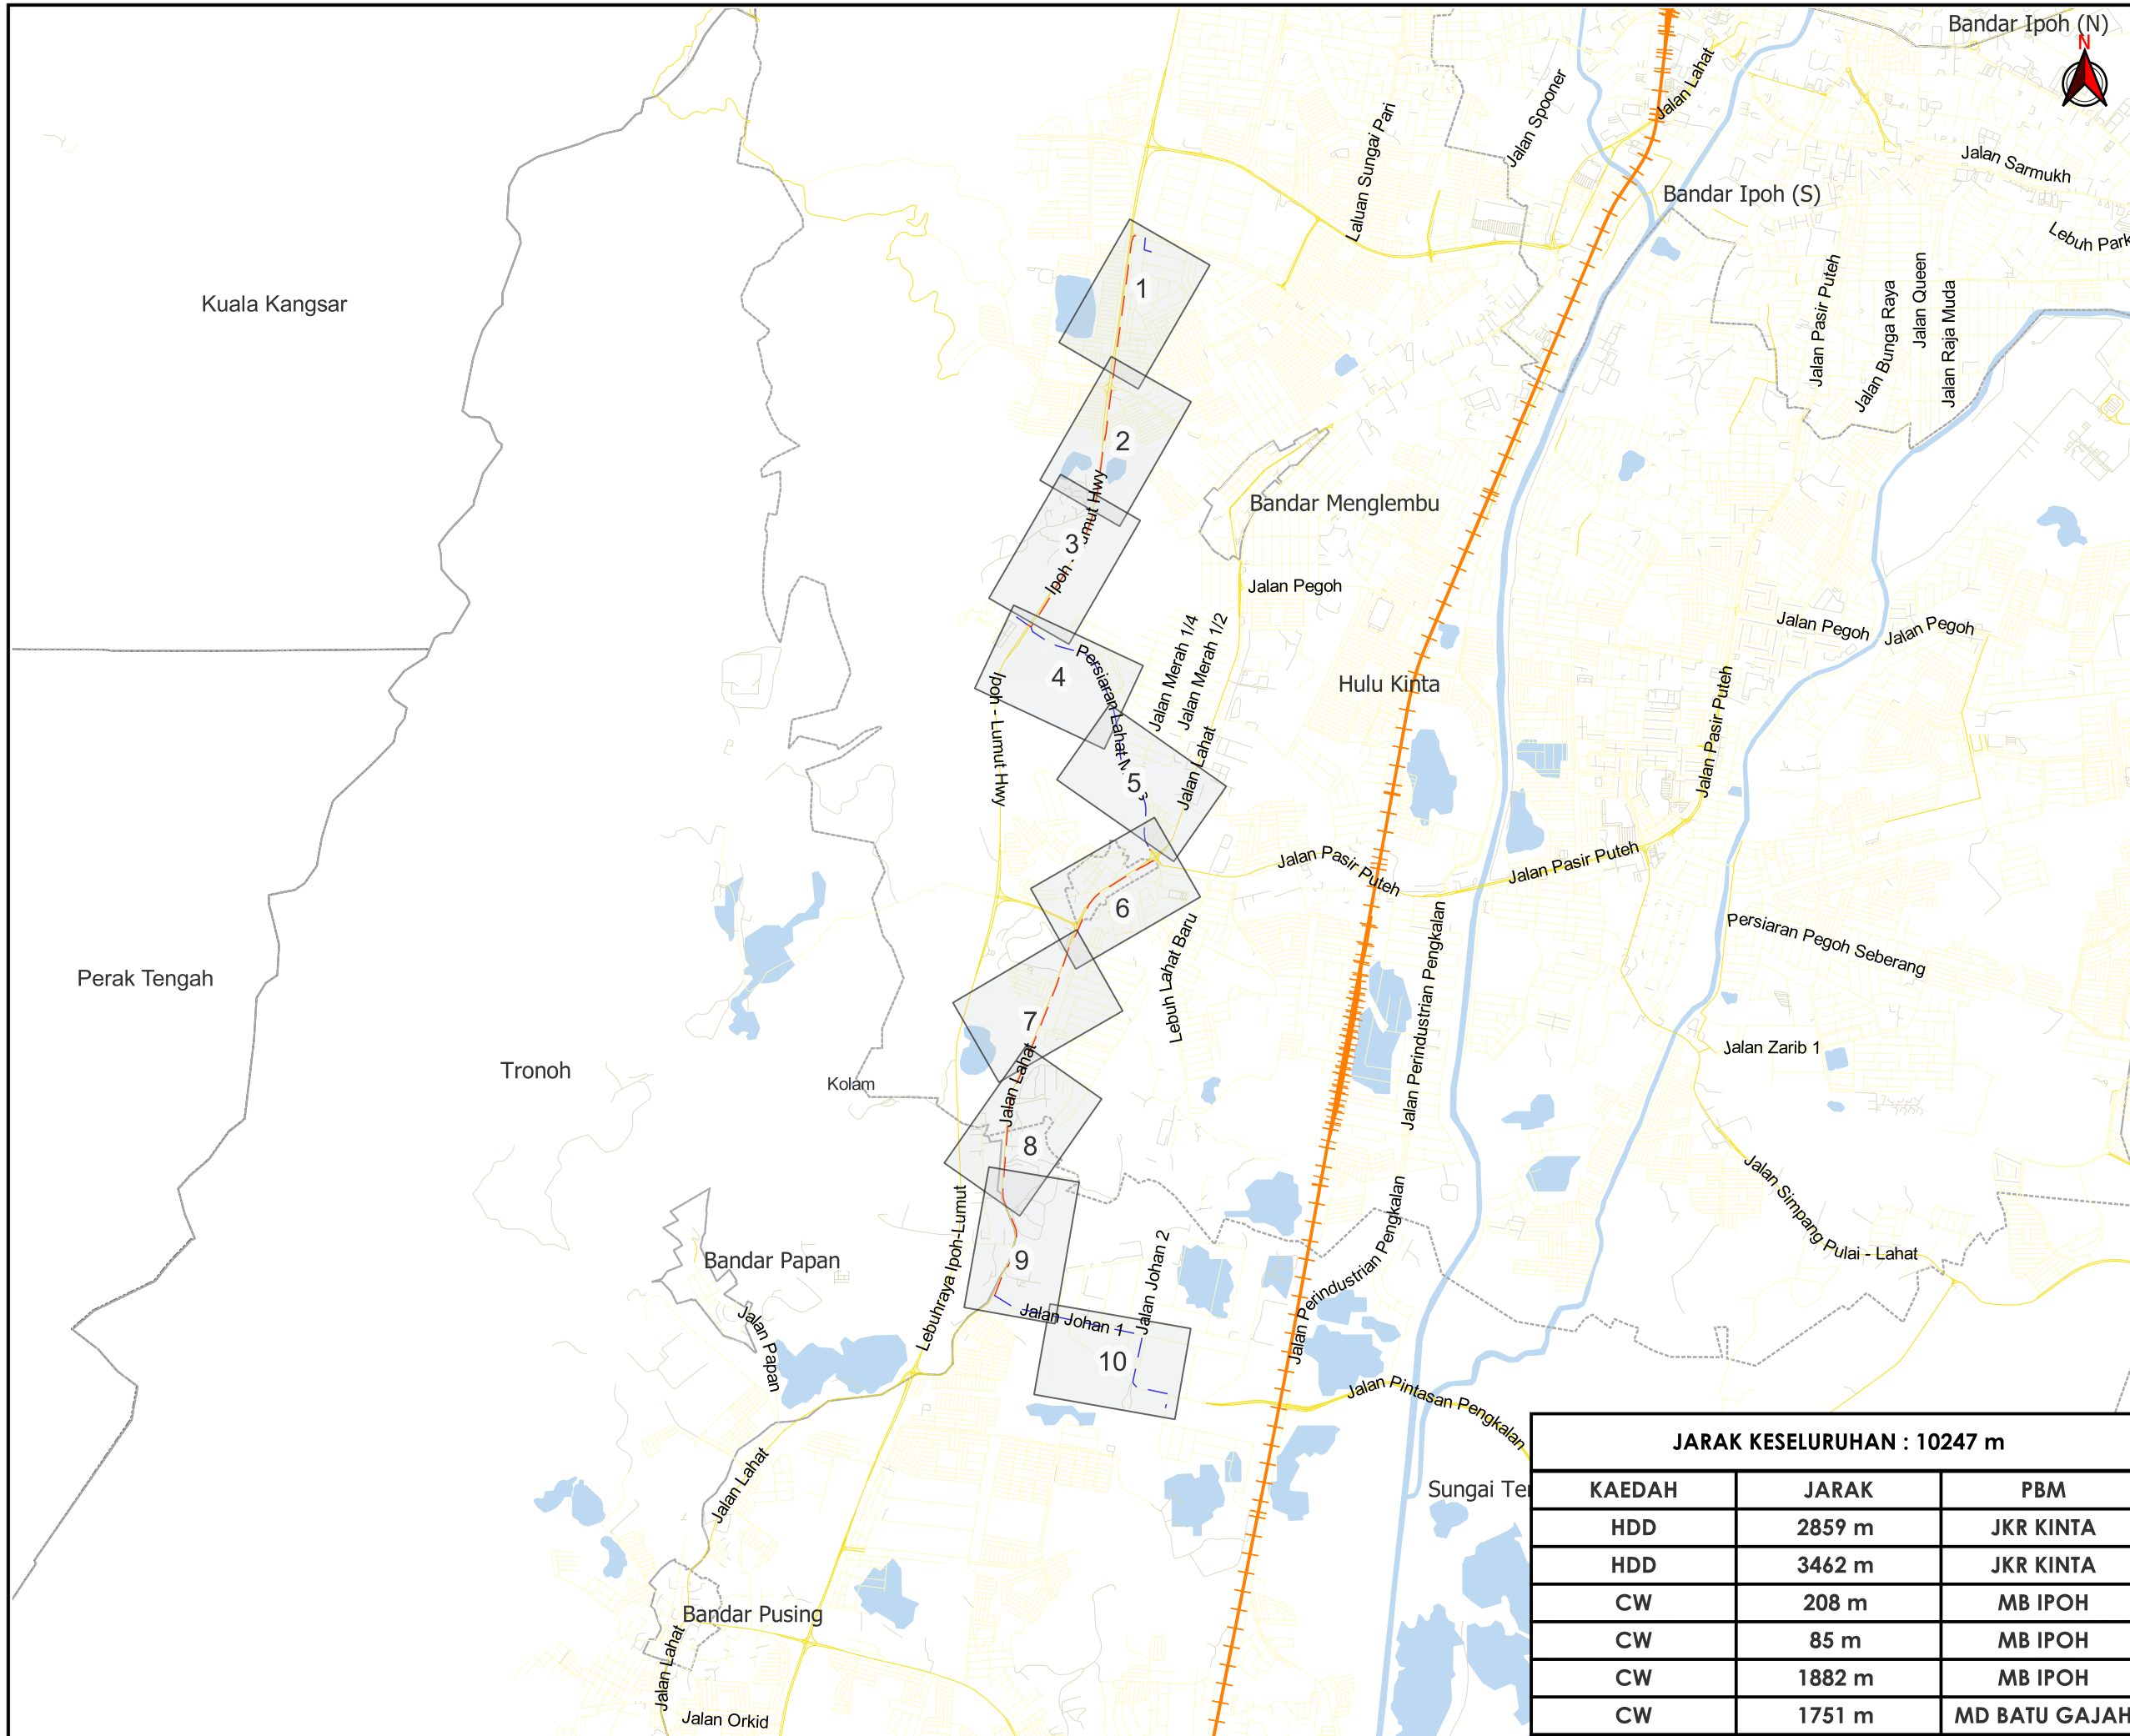 Bandar Ipoh (N)
N
Jalan Lahat
Jalan Spooner
Laluan Sungai Pari
Jalan Sarmukh
Bandar Ipoh (S)
Lebuh Park
Kuala Kangsar
1
Jalan Pasir Puteh
Jalan Bunga Raya
Jalan Queen
Jalan Raja Muda
2
Bandar Menglembu
3
Jalan Pegoh
Jalan Pegoh
Jalan Pegoh
4
Persiaran Lahat
Jalan Merah 1/4
Jalan Merah 1/2
Hulu Kinta
Ipoh - Lumut Hwy
Jalan Lahat
Jalan Pasir Puteh
5
Jalan Pasir Puteh
Jalan Pasir Puteh
6
Lebuh Lahat Baru
Persiaran Pegoh Seberang
Perak Tengah
7
Jalan Perindustrian Pengkalan
Jalan Zarib 1
Tronoh
Kolam
Jalan Lahat
8
Jalan Simpang Pulai - Lahat
Bandar Papan
Lebuhraya Ipoh-Lumut
9
Jalan Johan 2
Jalan Perindustrian Pengkalan
Jalan Papan
Jalan Johan 1
10
Jalan Pintasan Pengkalan
Jalan Lahat
Sungai Ter
Bandar Pusing
Jalan Lahat
Jalan Orkid
JARAK KESELURUHAN : 10247 m
KAEDAH JARAK PBM
HDD 2859 m JKR KINTA
HDD 3462 m JKR KINTA
CW 208 m MB IPOH
CW 85 m MB IPOH
CW 1882 m MB IPOH
CW 1751 m MD BATU GAJAH